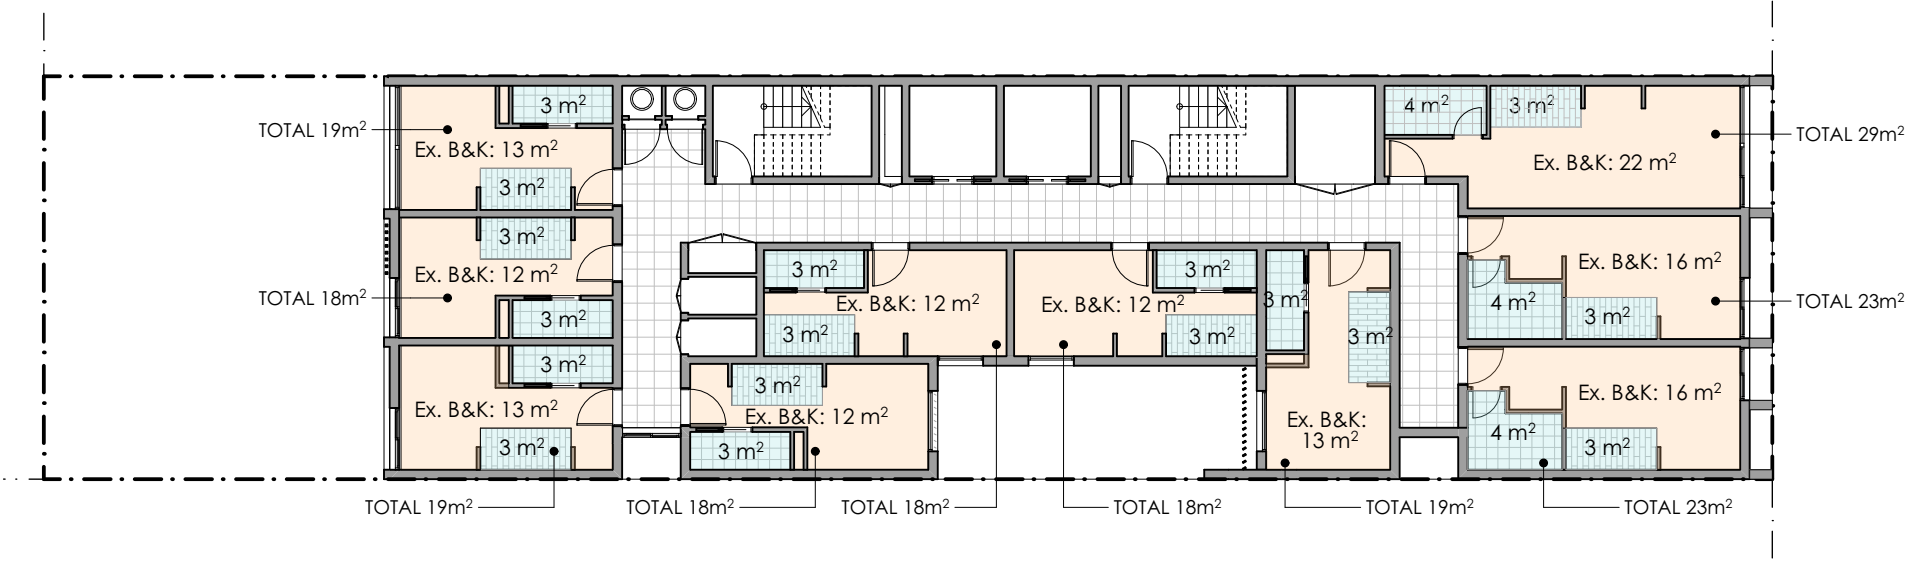 3 m²
4 m²
3 m²
TOTAL 19m²
TOTAL 29m²
Ex. B&K: 13 m²
Ex. B&K: 22 m²
3 m²
3 m²
Ex. B&K: 12 m²
3 m²
3 m²
Ex. B&K: 16 m²
TOTAL 18m²
3 m²
Ex. B&K: 12 m²
Ex. B&K: 12 m²
3 m²
4 m²
3 m²
TOTAL 23m²
3 m²
3 m²
3 m²
3 m²
3 m²
Ex. B&K: 13 m²
3 m²
Ex. B&K: 12 m²
Ex. B&K:
13 m²
Ex. B&K: 16 m²
3 m²
3 m²
4 m²
3 m²
TOTAL 19m²
TOTAL 18m²
TOTAL 18m²
TOTAL 18m²
TOTAL 19m²
TOTAL 23m²